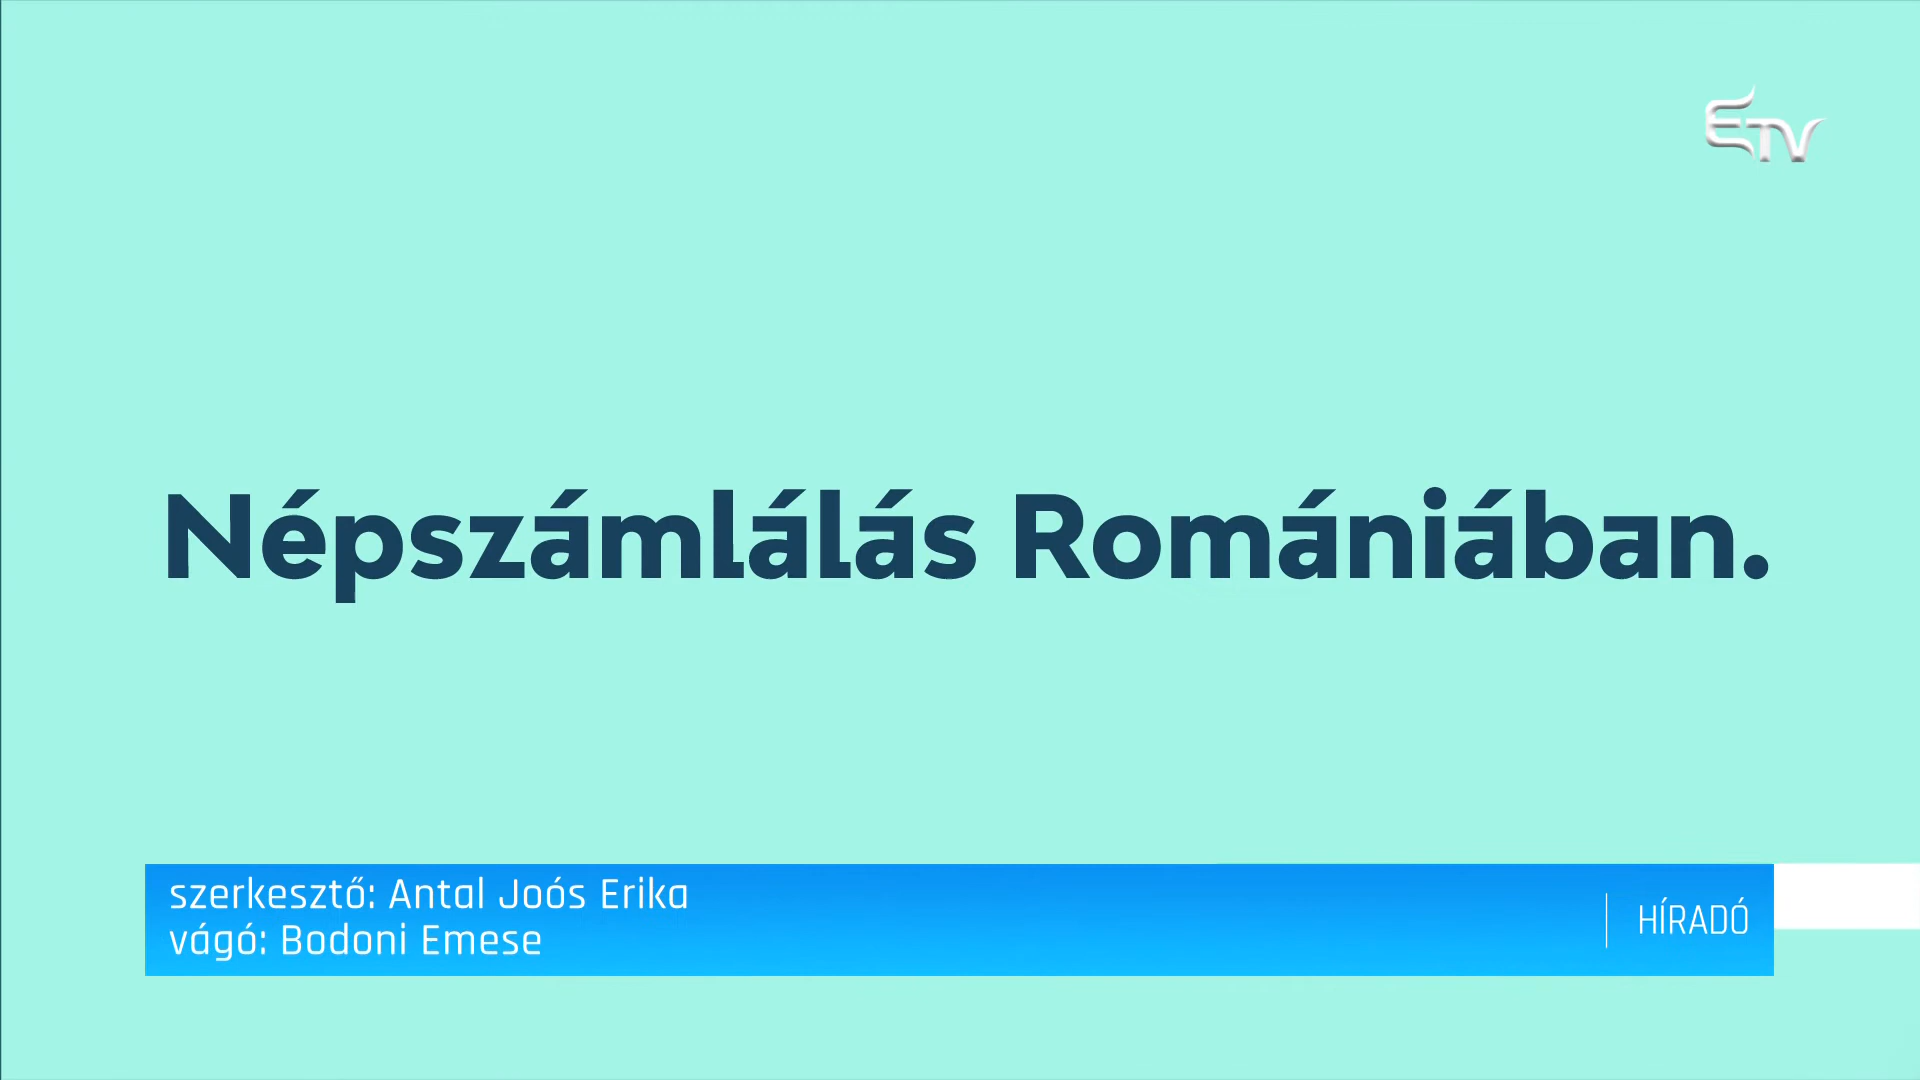 ETV
Népszámlálás Romániában.
szerkesztő: Antal Joós Erika
vágó: Bodoni Emese
HÍRADÓ